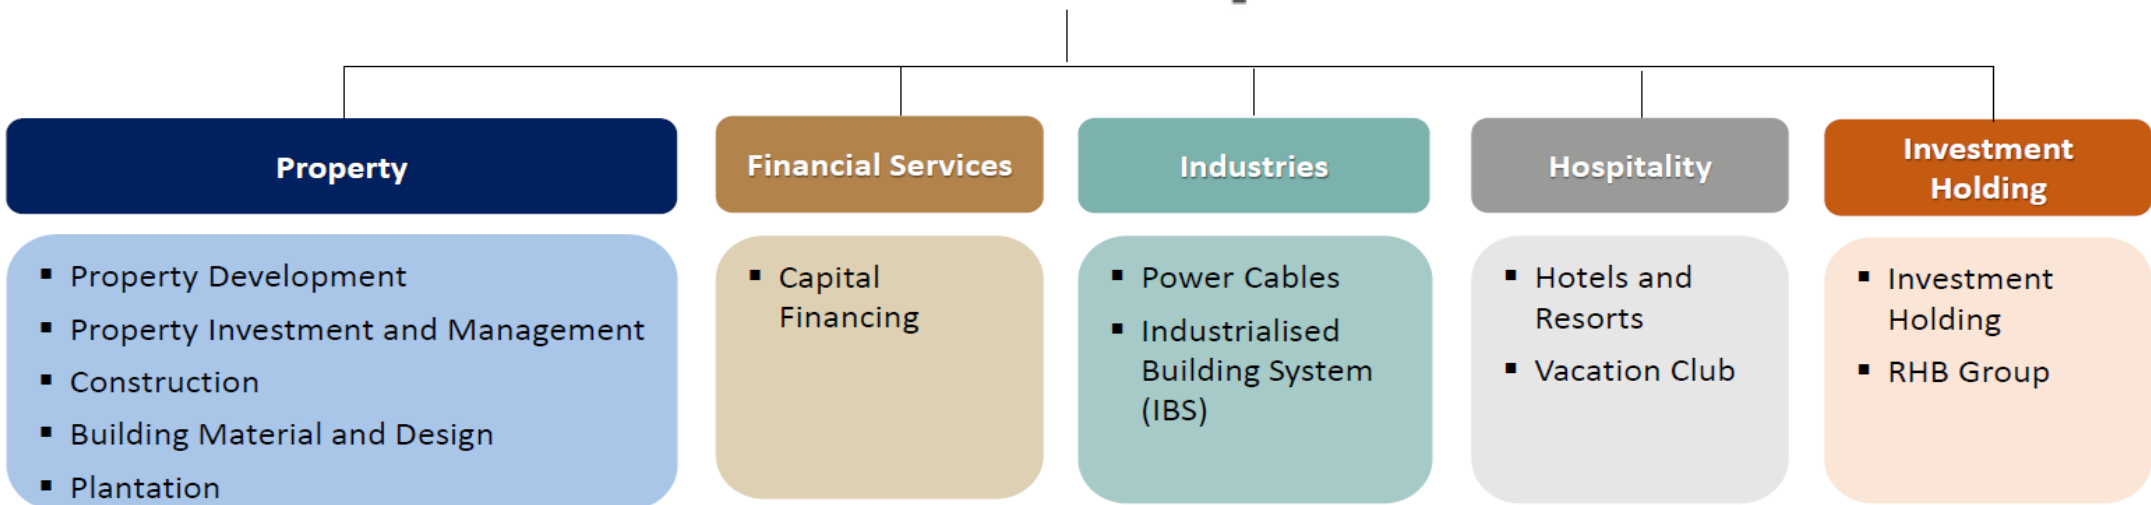 Property
Financial Services
Industries
Hospitality
Investment
Holding
▪ Property Development
▪ Property Investment and Management
▪ Construction
▪ Building Material and Design
▪ Plantation
▪ Capital
Financing
▪ Power Cables
▪ Industrialised
Building System
(IBS)
▪ Hotels and
Resorts
▪ Vacation Club
▪ Investment
Holding
▪ RHB Group